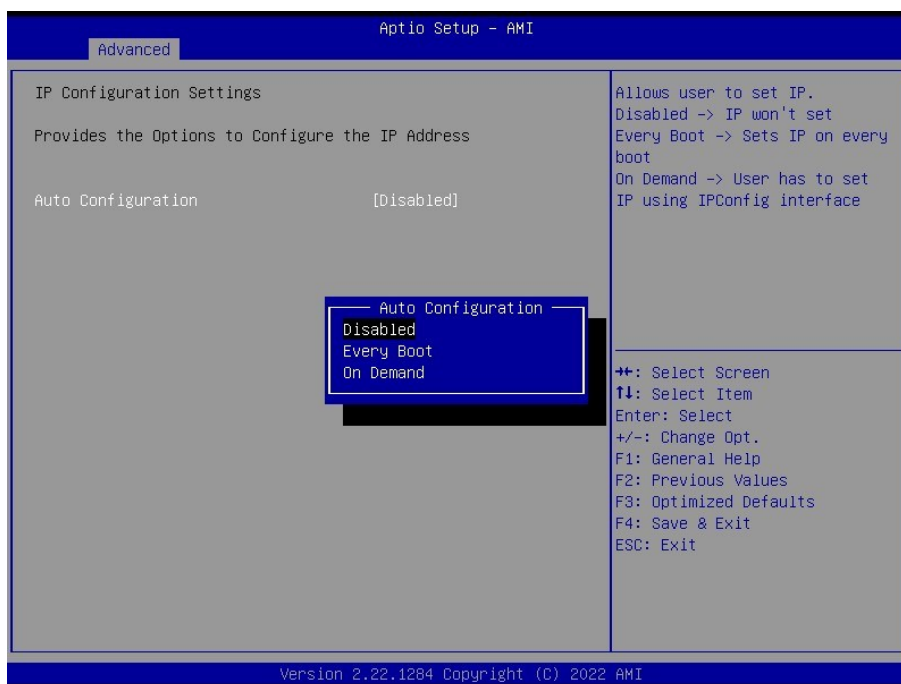 Aptio Setup – AMI
Advanced
IP Configuration Settings
Provides the Options to Configure the IP Address
Auto Configuration [Disabled]
Allows user to set IP.
Disabled -> IP won't set
Every Boot -> Sets IP on every
boot
On Demand -> User has to set
IP using IPConfig interface
Auto Configuration
Disabled
Every Boot
On Demand
→←: Select Screen
↑↓: Select Item
Enter: Select
+/-: Change Opt.
F1: General Help
F2: Previous Values
F3: Optimized Defaults
F4: Save & Exit
ESC: Exit
Version 2.22.1284 Copyright (C) 2022 AMI